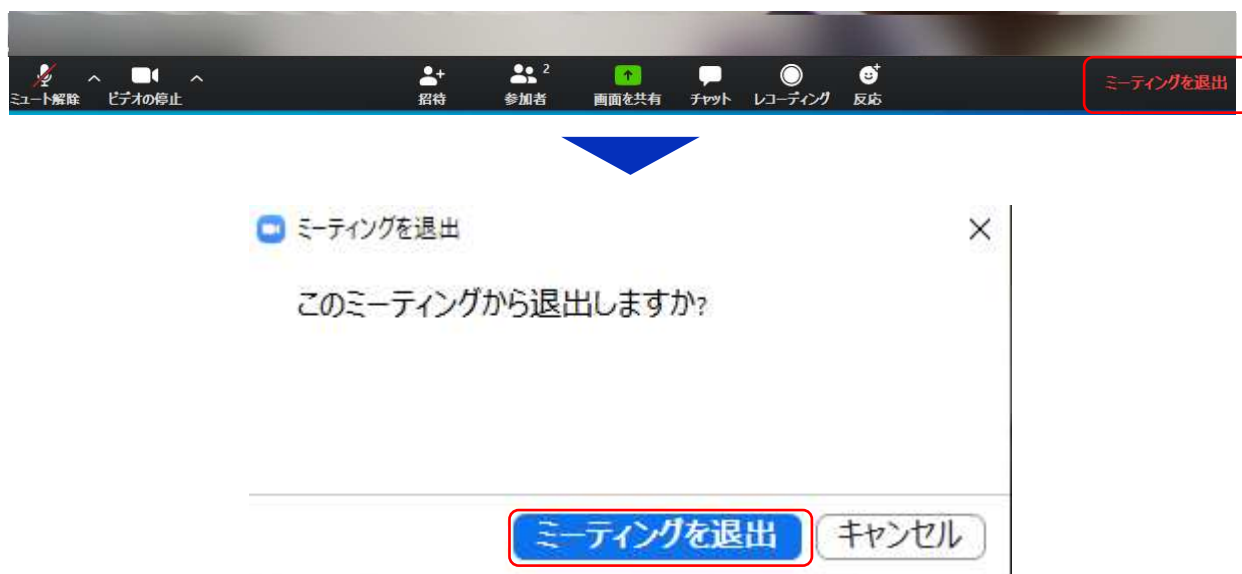 ミュート解除 ビデオの停止 招待 参加者 2 画面を共有 チャット レコーディング 反応 ミーティングを退出
ミーティングを退出
このミーティングから退出しますか?
ミーティングを退出 キャンセル